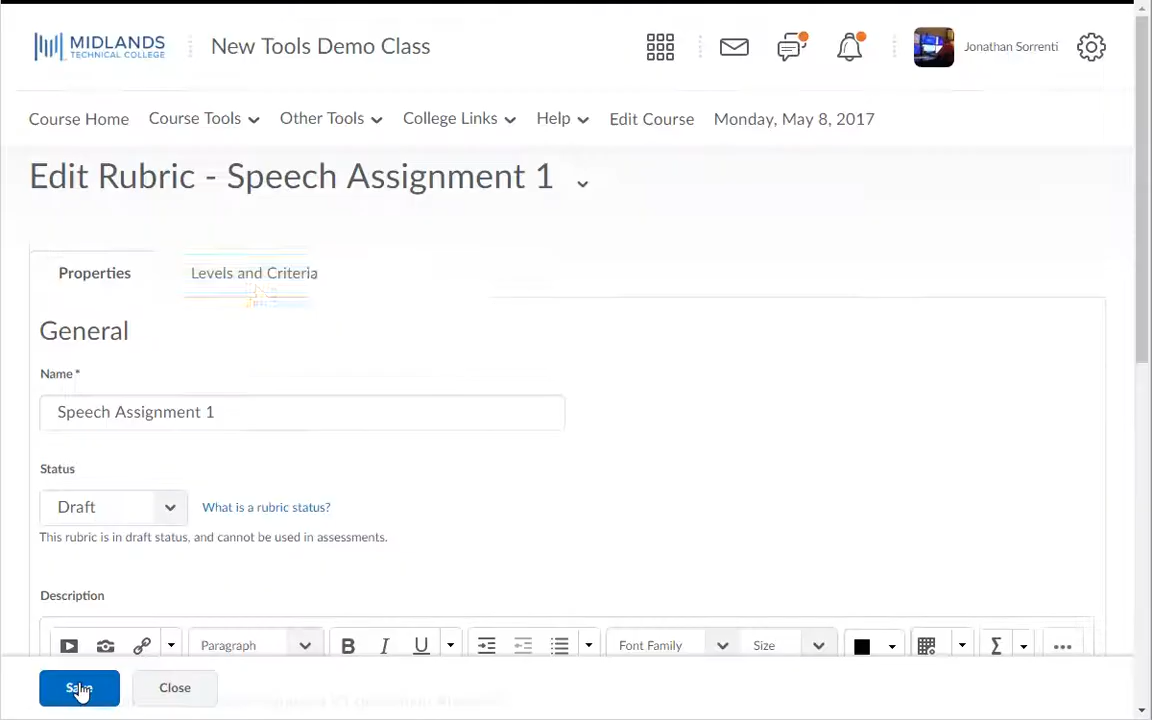 MIDLANDS
TECHNICAL COLLEGE
New Tools Demo Class
Jonathan Sorrenti
Course Home Course Tools Other Tools College Links Help Edit Course Monday, May 8, 2017
Edit Rubric - Speech Assignment 1
Properties Levels and Criteria
General
Name *
Speech Assignment 1
Status
Draft What is a rubric status?
This rubric is in draft status, and cannot be used in assessments.
Description
Paragraph B I U Font Family Size Σ
Save Close